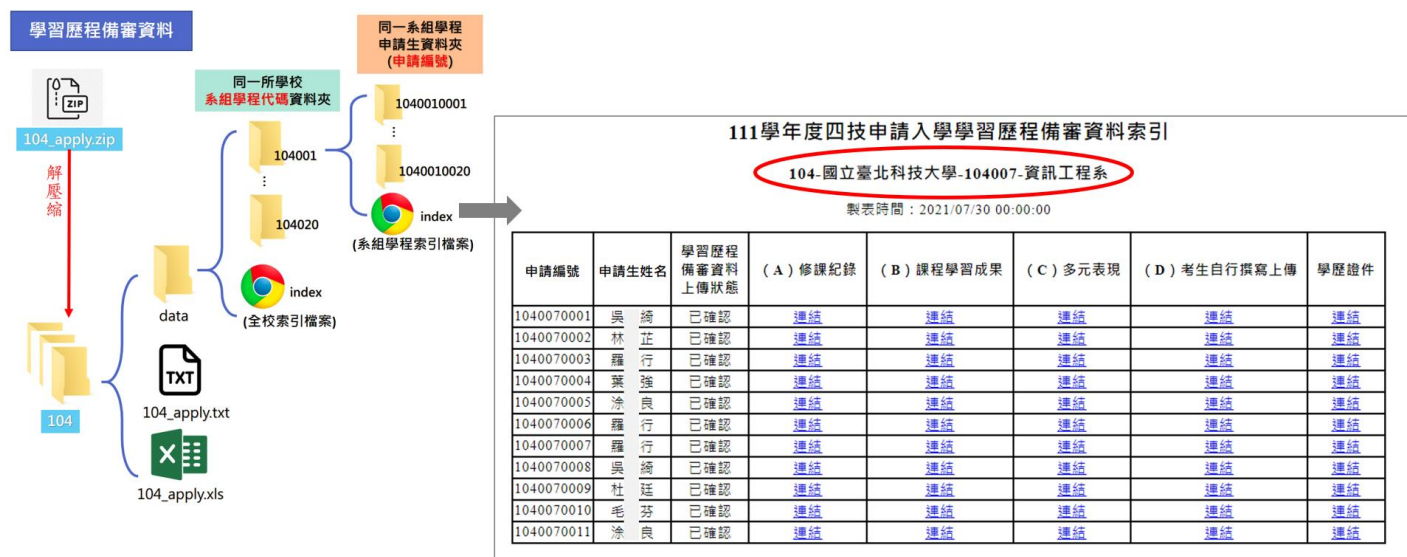 學習歷程備審資料
ZIP
104_apply.zip
解壓縮
104
data
TXT
104_apply.txt
X
104_apply.xls
同一所學校
系組學程代碼資料夾
104001
⋮
104020
index
(全校索引檔案)
同一系組學程
申請生資料夾
(申請編號)
1040010001
⋮
1040010020
index
(系組學程索引檔案)
111學年度四技申請入學學習歷程備審資料索引
104-國立臺北科技大學-104007-資訊工程系
製表時間：2021/07/30 00:00:00
申請編號 申請生姓名 學習歷程備審資料上傳狀態 （A）修課紀錄 （B）課程學習成果 （C）多元表現 （D）考生自行撰寫上傳 學歷證件
1040070001 吳 綺 已確認 連結 連結 連結 連結 連結
1040070002 林 芷 已確認 連結 連結 連結 連結 連結
1040070003 羅 行 已確認 連結 連結 連結 連結 連結
1040070004 葉 強 已確認 連結 連結 連結 連結 連結
1040070005 涂 良 已確認 連結 連結 連結 連結 連結
1040070006 羅 行 已確認 連結 連結 連結 連結 連結
1040070007 羅 行 已確認 連結 連結 連結 連結 連結
1040070008 吳 綺 已確認 連結 連結 連結 連結 連結
1040070009 杜 廷 已確認 連結 連結 連結 連結 連結
1040070010 毛 芬 已確認 連結 連結 連結 連結 連結
1040070011 涂 良 已確認 連結 連結 連結 連結 連結